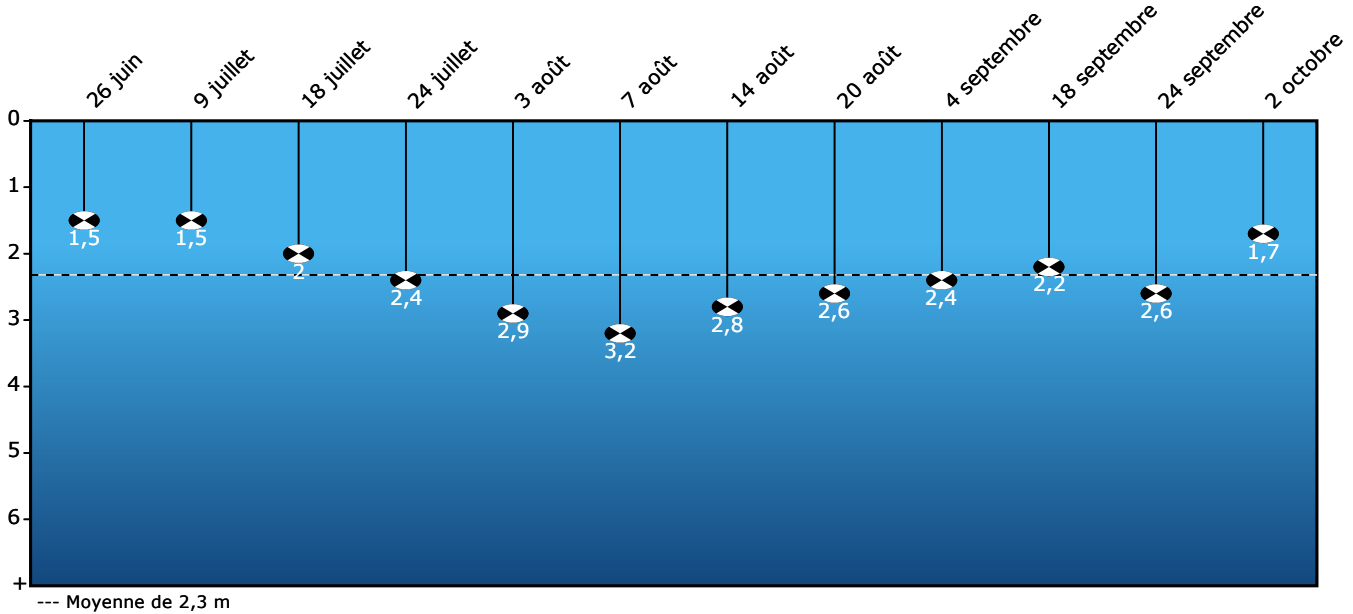 26 juin
9 juillet
18 juillet
24 juillet
3 août
7 août
14 août
20 août
4 septembre
18 septembre
24 septembre
2 octobre
0
1
2
3
4
5
6
+
1,5
1,5
2
2,4
2,9
3,2
2,8
2,6
2,4
2,2
2,6
1,7
--- Moyenne de 2,3 m